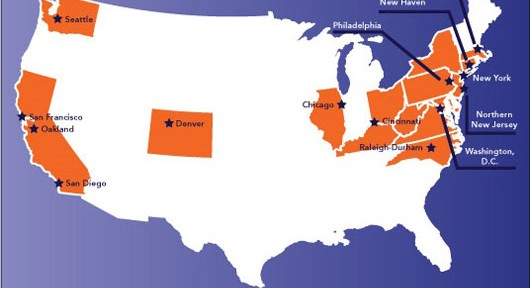 New Haven
Philadelphia
Seattle
New York
Chicago
San Francisco
Oakland
Denver
Cincinnati
Northern
New Jersey
Raleigh-Durham
Washington,
D.C.
San Diego